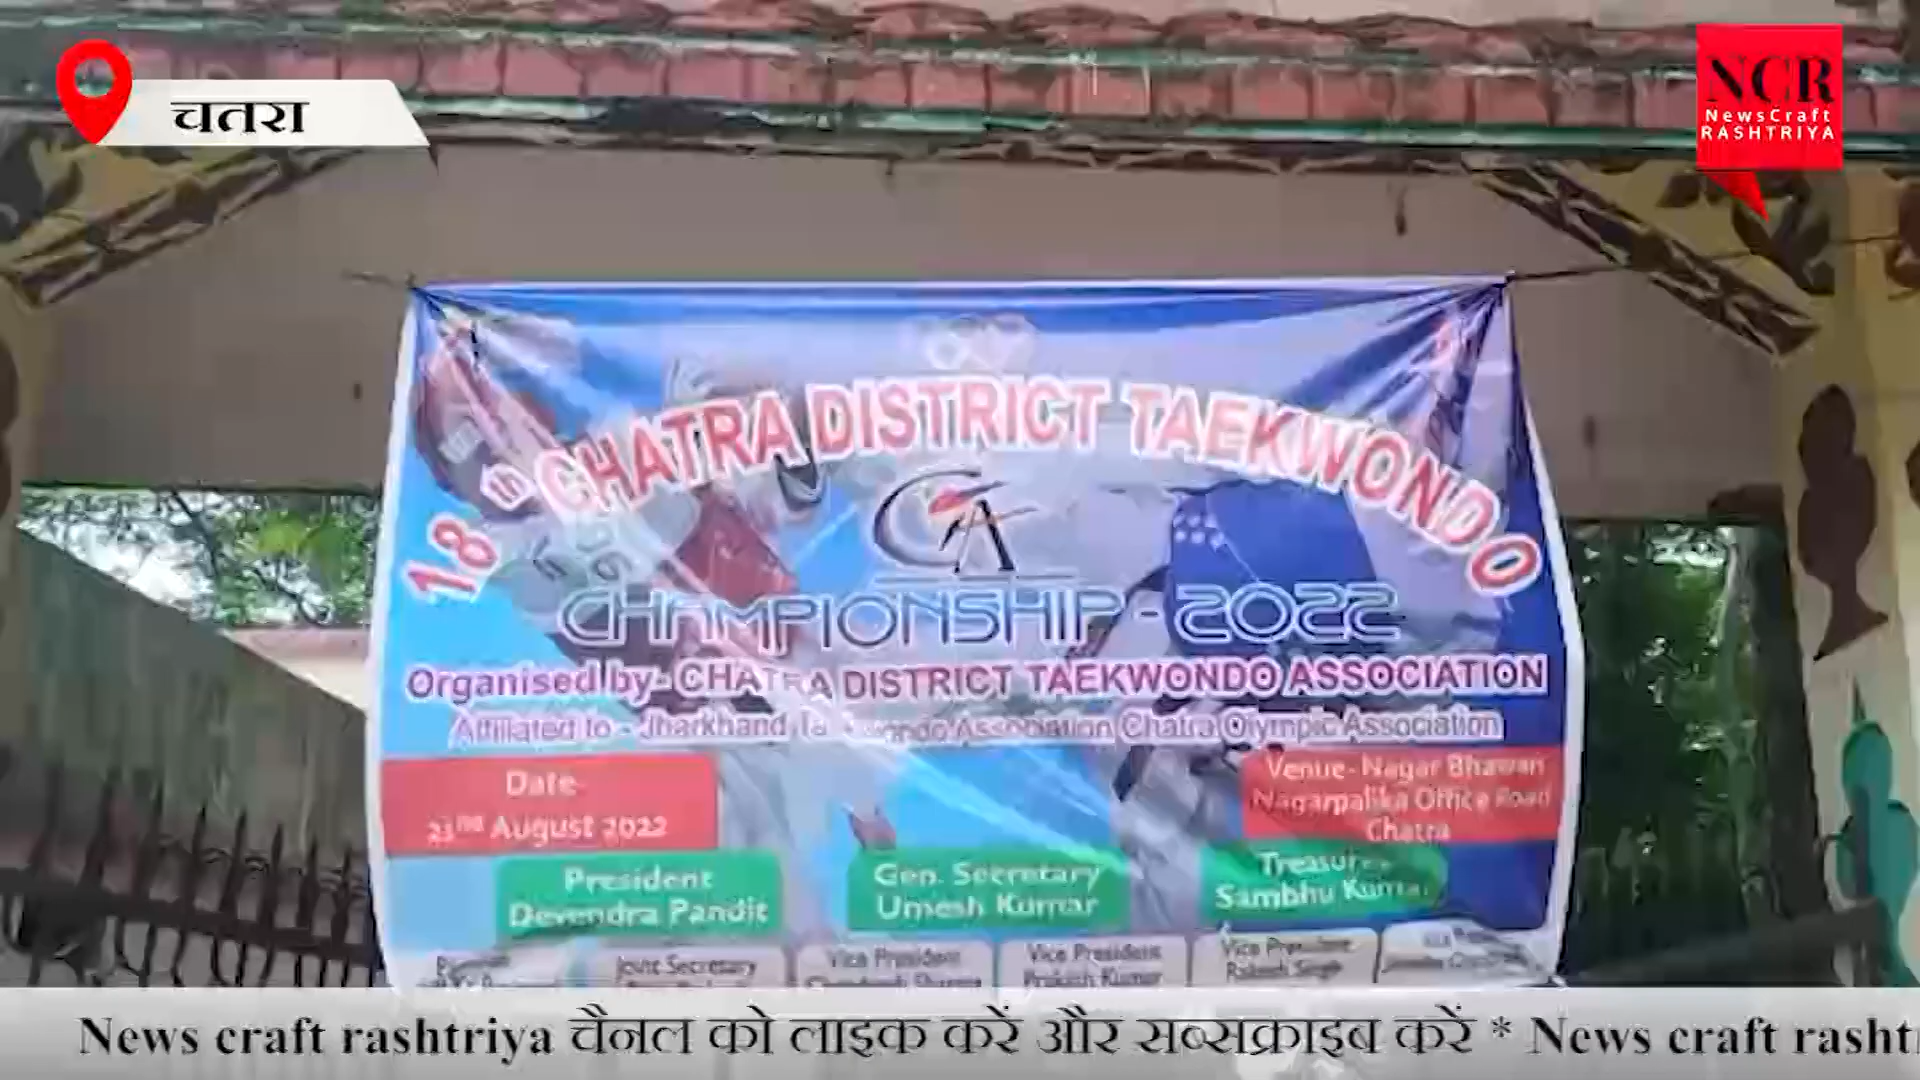 चतरा
NCR
NewsCraft
RASHTRIYA
18th CHATRA DISTRICT TAEKWONDO
CHAMPIONSHIP - 2022
Organised by- CHATRA DISTRICT TAEKWONDO ASSOCIATION
Affiliated to - Jharkhand Taekwondo Association Chatra Olympic Association
Date-
August 2022
Venue- Nagar Bhawan
Nagarpalika Office Road
Chatra
President
Devendra Pandit
Gen. Secretary
Umesh Kumar
Treasurer
Sambhu Kumar
Joint Secretary
Vice President
Vice President
Prakash Kumar
Vice President
Rakesh Singh
News craft rashtriya चैनल को लाइक करें और सब्सक्राइब करें * News craft rasht